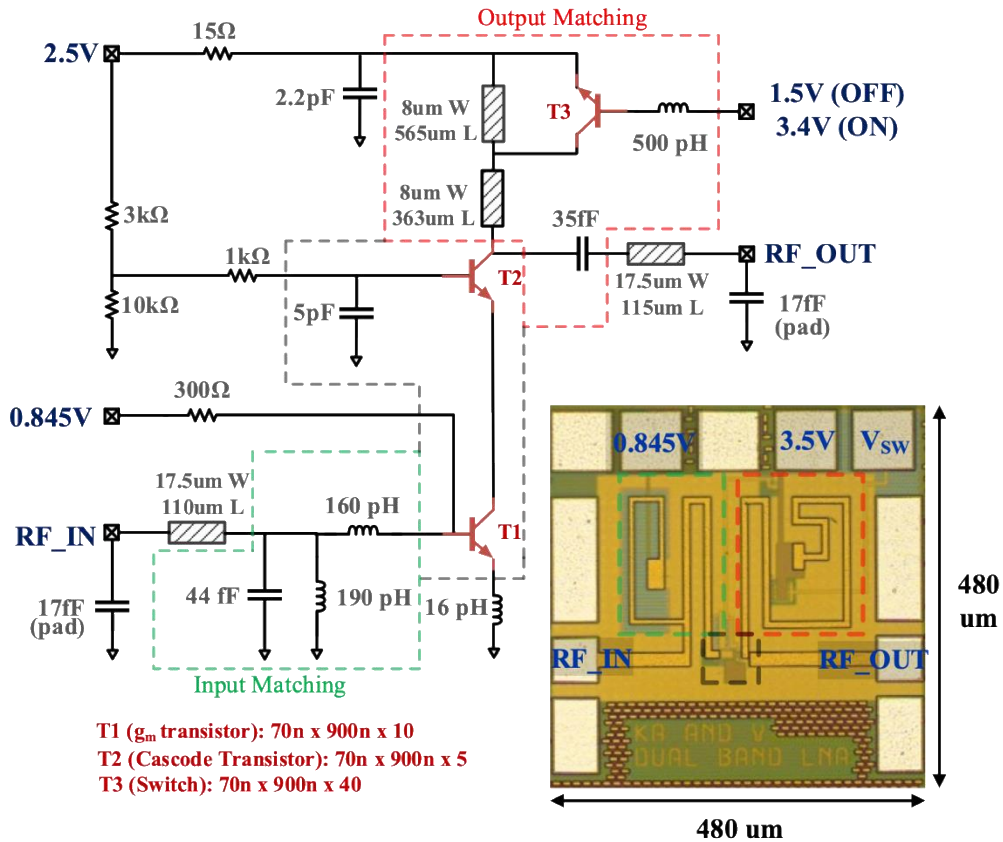 Output Matching
2.5V
15Ω
2.2pF
8um W
565um L
T3
1.5V (OFF)
3.4V (ON)
500 pH
8um W
363um L
3kΩ
35fF
RF_OUT
1kΩ
T2
17.5um W
115um L
10kΩ
5pF
17fF
(pad)
300Ω
0.845V
17.5um W
110um L
160 pH
RF_IN
T1
44 fF
190 pH
16 pH
17fF
(pad)
Input Matching
T1 (gm transistor): 70n x 900n x 10
T2 (Cascode Transistor): 70n x 900n x 5
T3 (Switch): 70n x 900n x 40
0.845V
3.5V
VSW
RF_IN
RF_OUT
KA AND V
DUAL BAND LNA
480
um
480 um